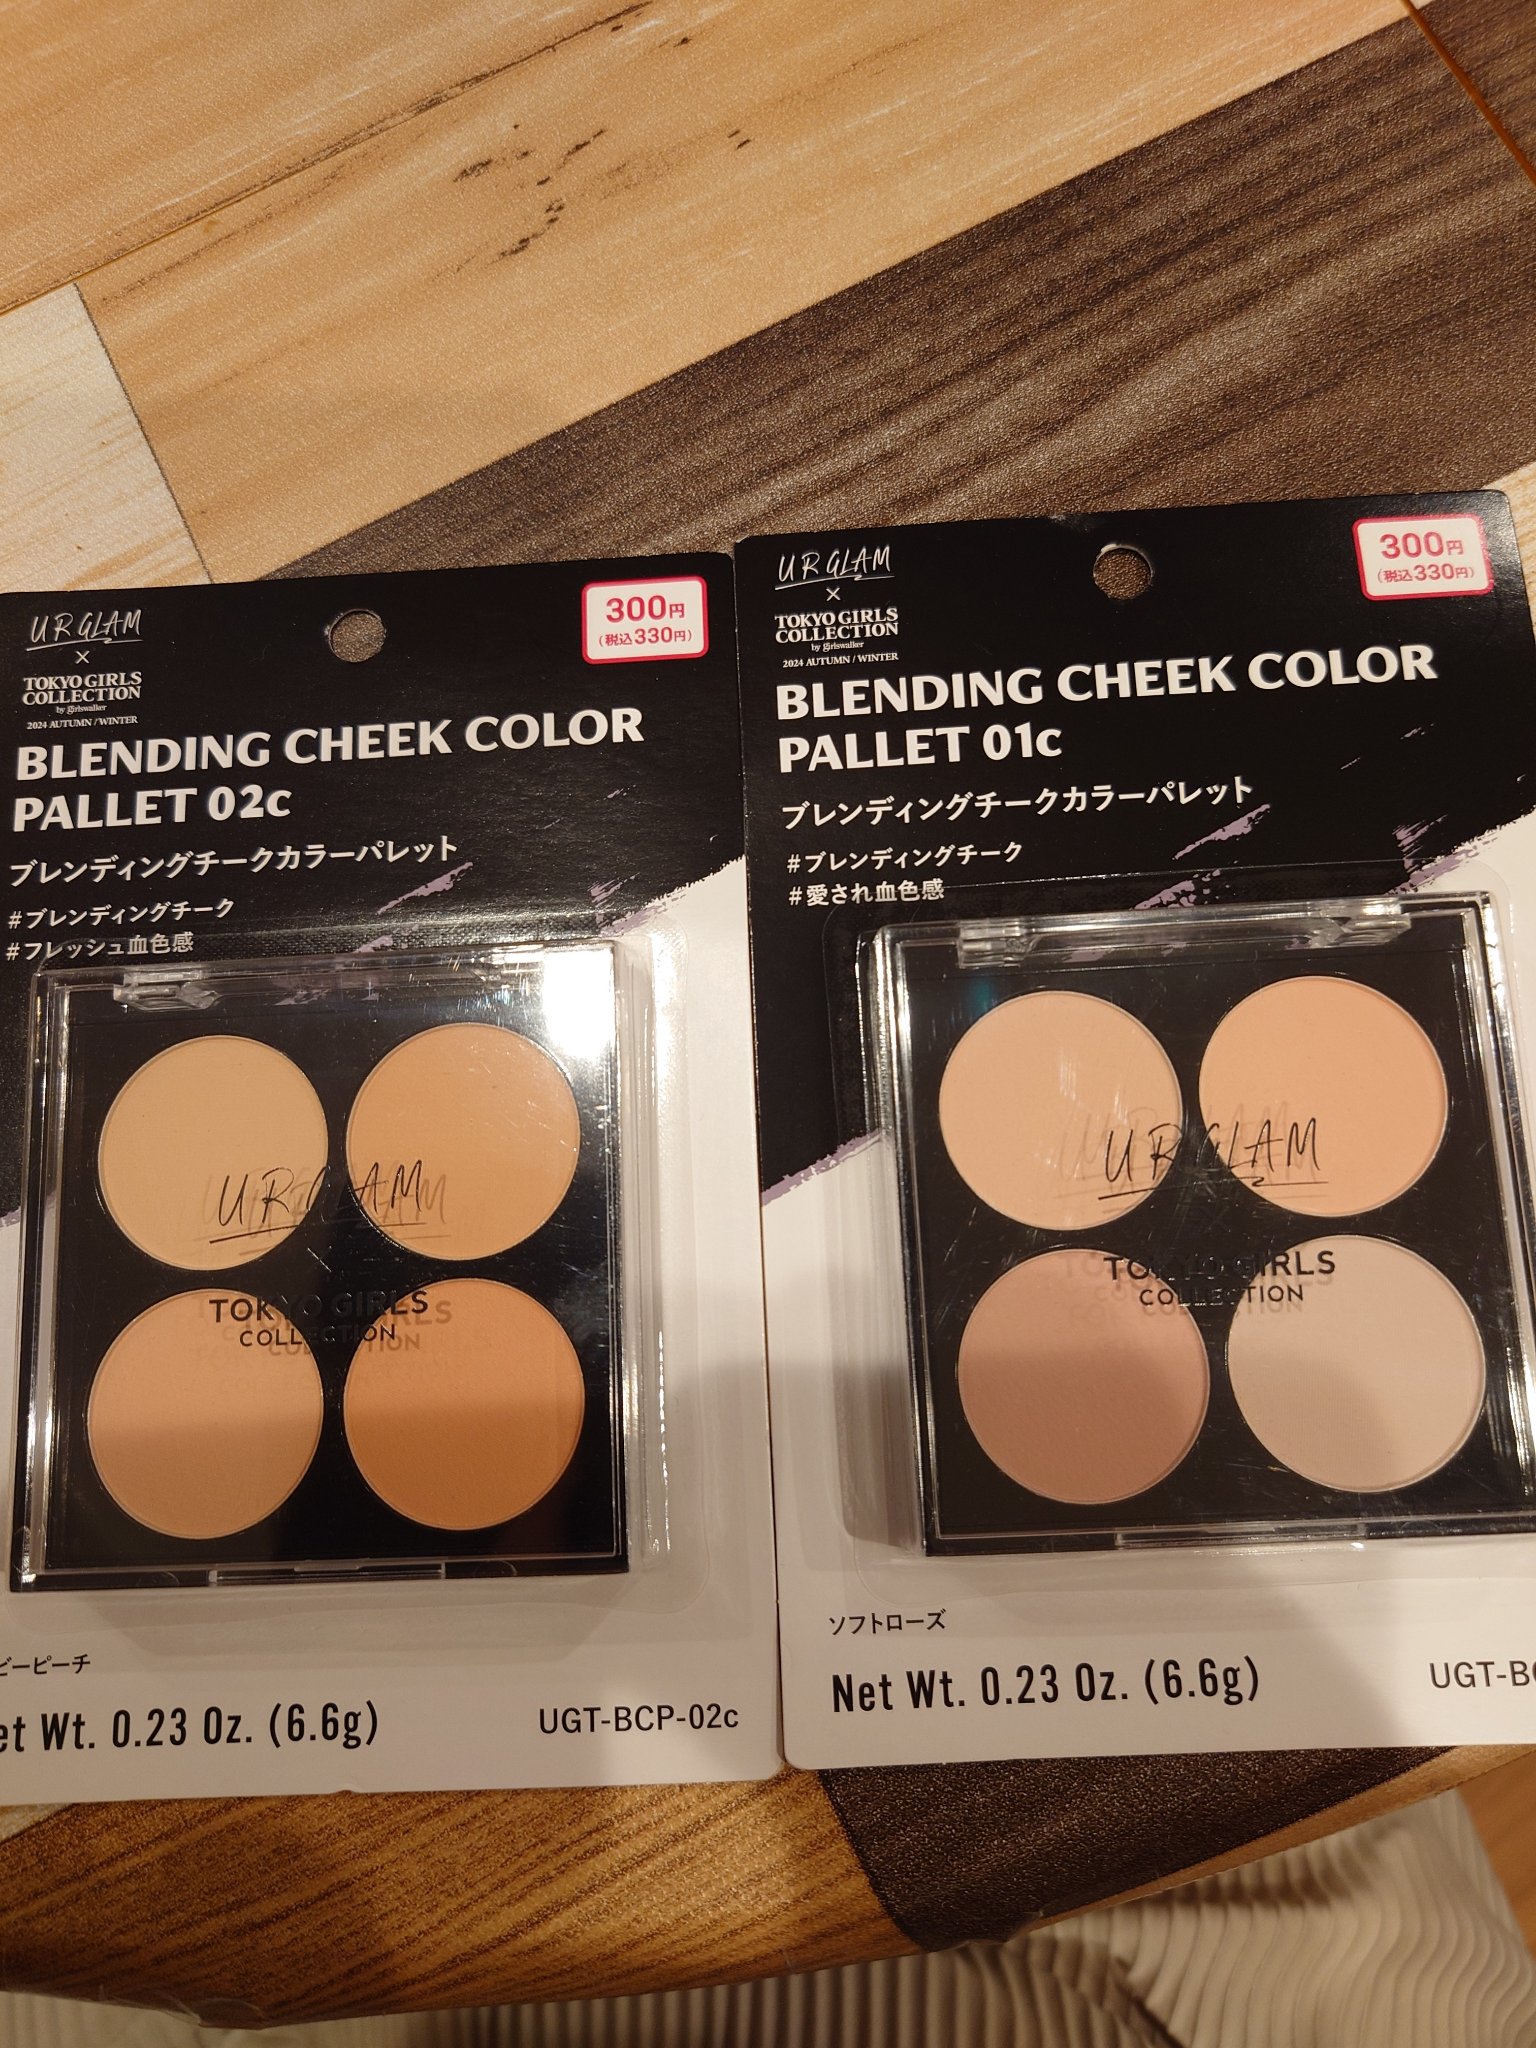 UR GLAM
×
TOKYO GIRLS
COLLECTION
by girlswalker
2024 AUTUMN / WINTER
300円
(税込330円)
BLENDING CHEEK COLOR
PALLET 02c
ブレンディングチークカラーパレット
#ブレンディングチーク
#フレッシュ血色感
UR GLAM
×
TOKYO GIRLS
COLLECTION
ビーピーチ
et Wt. 0.23 Oz. (6.6g)
UGT-BCP-02c
UR GLAM
×
TOKYO GIRLS
COLLECTION
by girlswalker
2024 AUTUMN / WINTER
300円
(税込330円)
BLENDING CHEEK COLOR
PALLET 01c
ブレンディングチークカラーパレット
#ブレンディングチーク
#愛され血色感
UR GLAM
×
TOKYO GIRLS
COLLECTION
ソフトローズ
Net Wt. 0.23 Oz. (6.6g)
UGT-BC